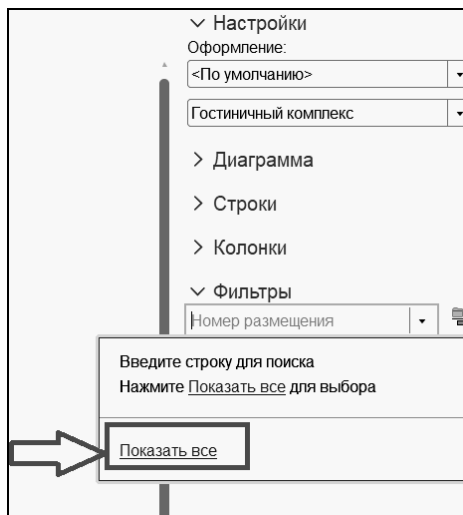 Настройки
Оформление:
<По умолчанию>
Гостиничный комплекс
Диаграмма
Строки
Колонки
Фильтры
Номер размещения
Введите строку для поиска
Нажмите Показать все для выбора
Показать все